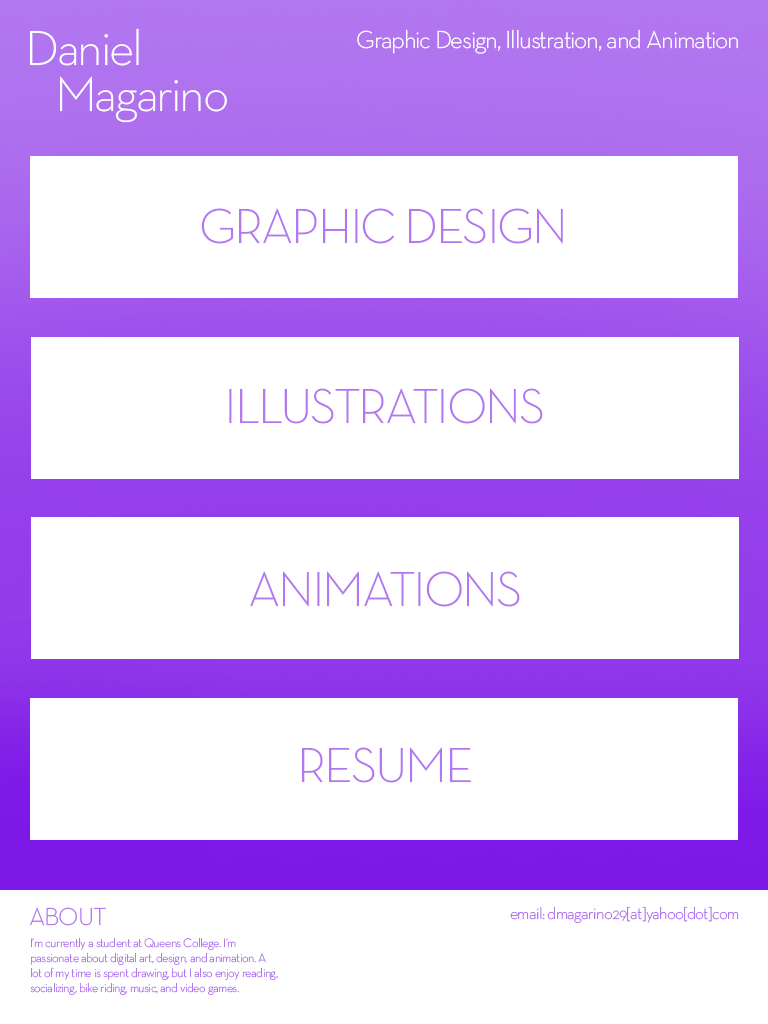 Daniel
Magarino
Graphic Design, Illustration, and Animation
GRAPHIC DESIGN
ILLUSTRATIONS
ANIMATIONS
RESUME
ABOUT
I'm currently a student at Queens College. I'm
passionate about digital art, design, and animation. A
lot of my time is spent drawing, but I also enjoy reading,
socializing, bike riding, music, and video games.
email: dmagarino29[at]yahoo[dot]com